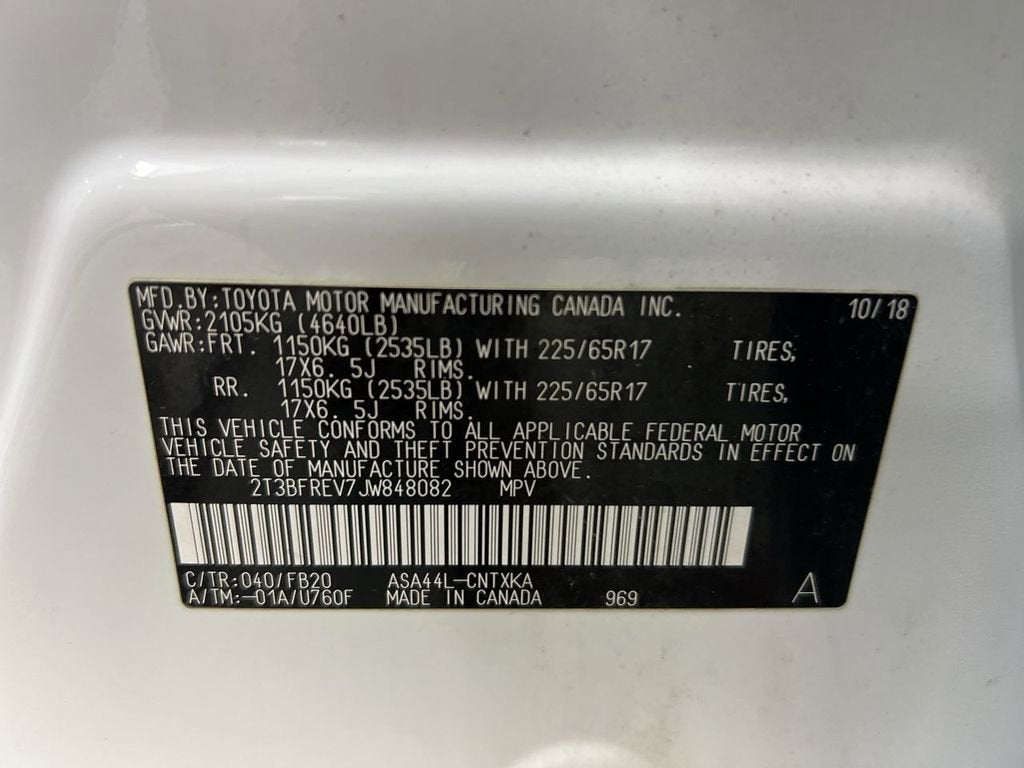 MFD.BY:TOYOTA MOTOR MANUFACTURING CANADA INC. 10/18
GVWR:2105KG (4640LB)
GAWR:FRT. 1150KG (2535LB) WITH 225/65R17 TIRES,
17X6. 5J RIMS.
RR. 1150KG (2535LB) WITH 225/65R17 TIRES,
17X6. 5J RIMS.
THIS VEHICLE CONFORMS TO ALL APPLICABLE FEDERAL MOTOR
VEHICLE SAFETY AND THEFT PREVENTION STANDARDS IN EFFECT ON
THE DATE OF MANUFACTURE SHOWN ABOVE.
2T3BFREV7JW848082 MPV
C/TR:040/FB20 ASA44L-CNTXKA
A/TM:-01A/U760F MADE IN CANADA 969 A